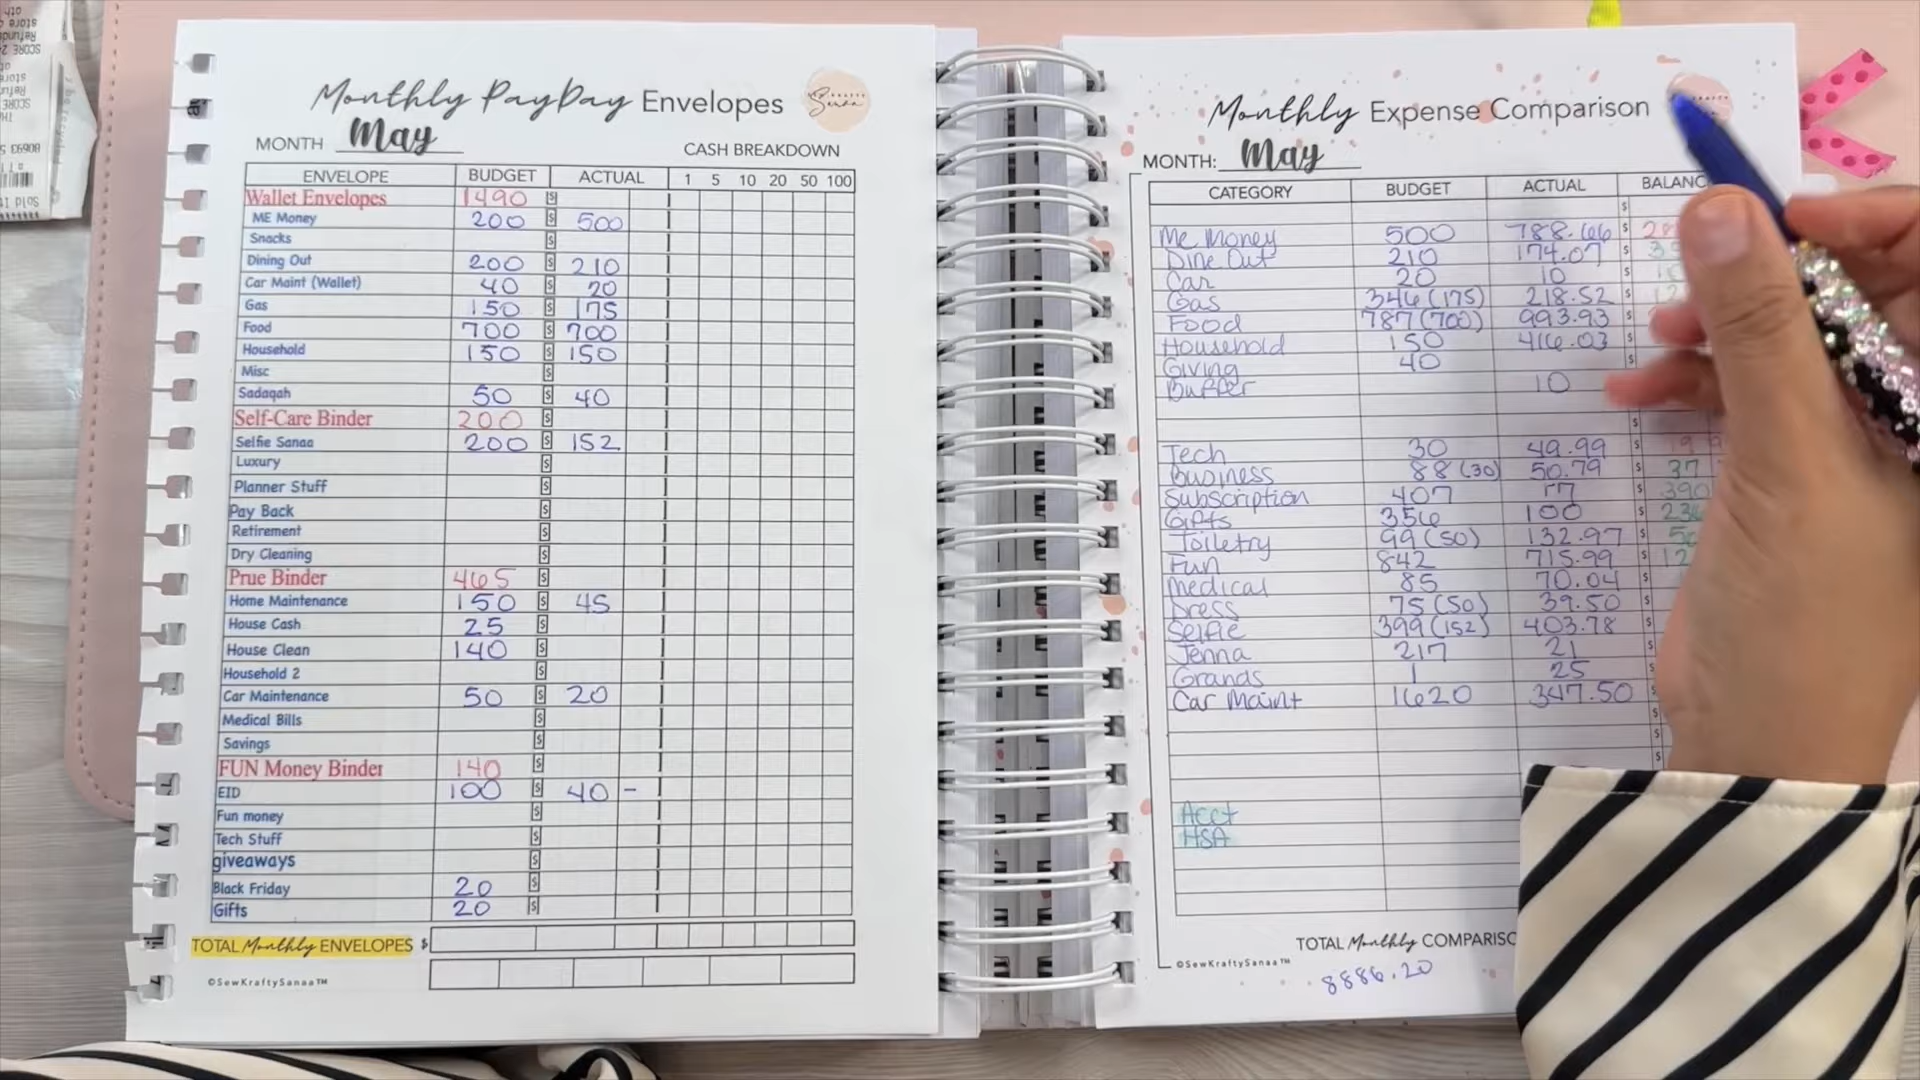 Monthly PayDay Envelopes
MONTH May
CASH BREAKDOWN
ENVELOPE BUDGET ACTUAL 1 5 10 20 50 100
Wallet Envelopes 1490 $
ME Money 200 $ 500
Snacks $
Dining Out 200 $ 210
Car Maint (Wallet) 40 $ 20
Gas 150 $ 175
Food 700 $ 700
Household 150 $ 150
Misc $
Sadaqah 50 $ 40
Self-Care Binder 200 $
Selfie Sanaa 200 $ 152
Luxury $
Planner Stuff $
Pay Back $
Retirement $
Dry Cleaning $
Prue Binder 465 $
Home Maintenance 150 $ 45
House Cash 25 $
House Clean 140 $
Household 2 $
Car Maintenance 50 $ 20
Medical Bills $
Savings $
FUN Money Binder 140 $
EID 100 $ 40 –
Fun money $
Tech Stuff $
giveaways $
Black Friday 20 $
Gifts 20 $
TOTAL Monthly ENVELOPES $
©SewKraftySanaa™
Monthly Expense Comparison
MONTH: May
CATEGORY BUDGET ACTUAL
$
Me Money 500 788.66 $
Dine Out 210 174.07 $
Car 20 10 $
Gas 346 (175) 218.52 $
Food 787 (700) 993.93 $
Household 150 416.03 $
Giving 40 $
Buffer 10
$
Tech 30 49.99 $ 19
Business 88 (30) 50.79 $ 37
Subscription 407 17 $ 390
Gifts 356 100 $
Toiletry 99 (50) 132.97 $
Fun 842 715.99 $
Medical 85 70.04 $
Dress 75 (50) 39.50 $
Selfie 399 (152) 403.78 $
Jenna 217 21 $
Grands 1 25 $
Car Maint 1620 347.50 $
$
$
$
Acct
HSA
TOTAL Monthly
©SewKraftySanaa™
8886.20